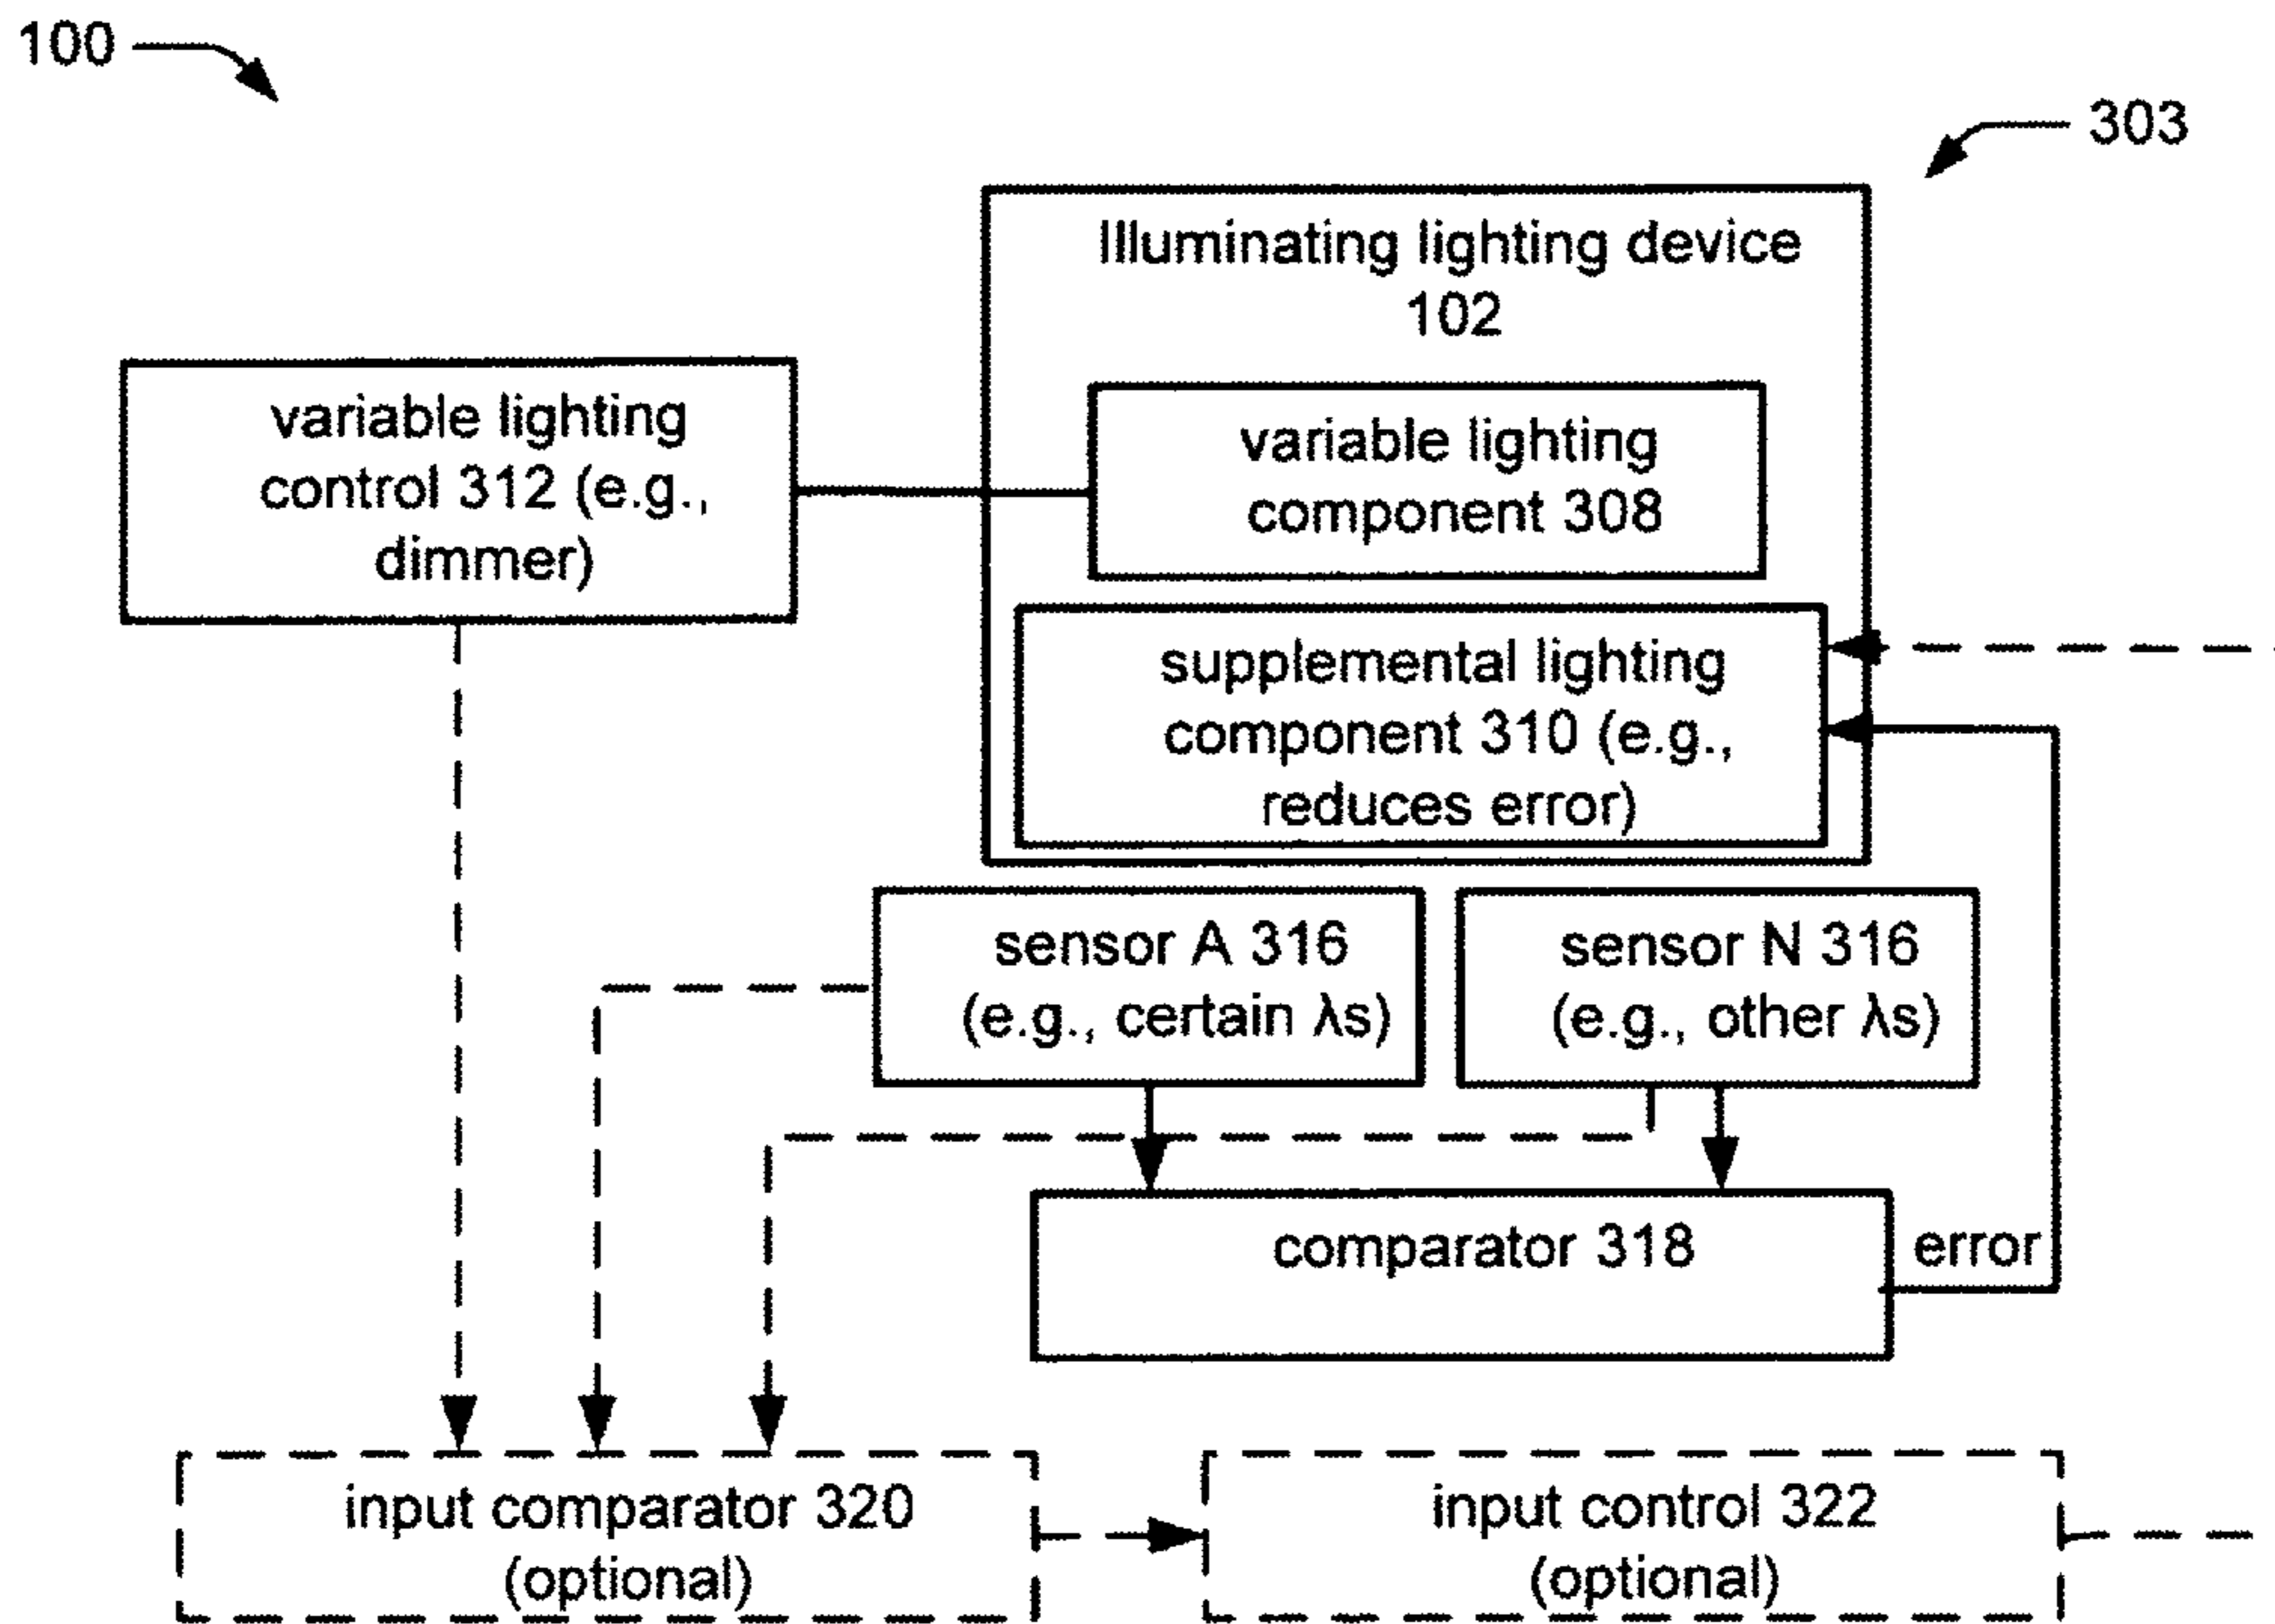 100
303
Illuminating lighting device
102
variable lighting
control 312 (e.g.,
dimmer)
variable lighting
component 308
supplemental lighting
component 310 (e.g.,
reduces error)
sensor A 316
(e.g., certain λs)
sensor N 316
(e.g., other λs)
comparator 318
error
input comparator 320
(optional)
input control 322
(optional)